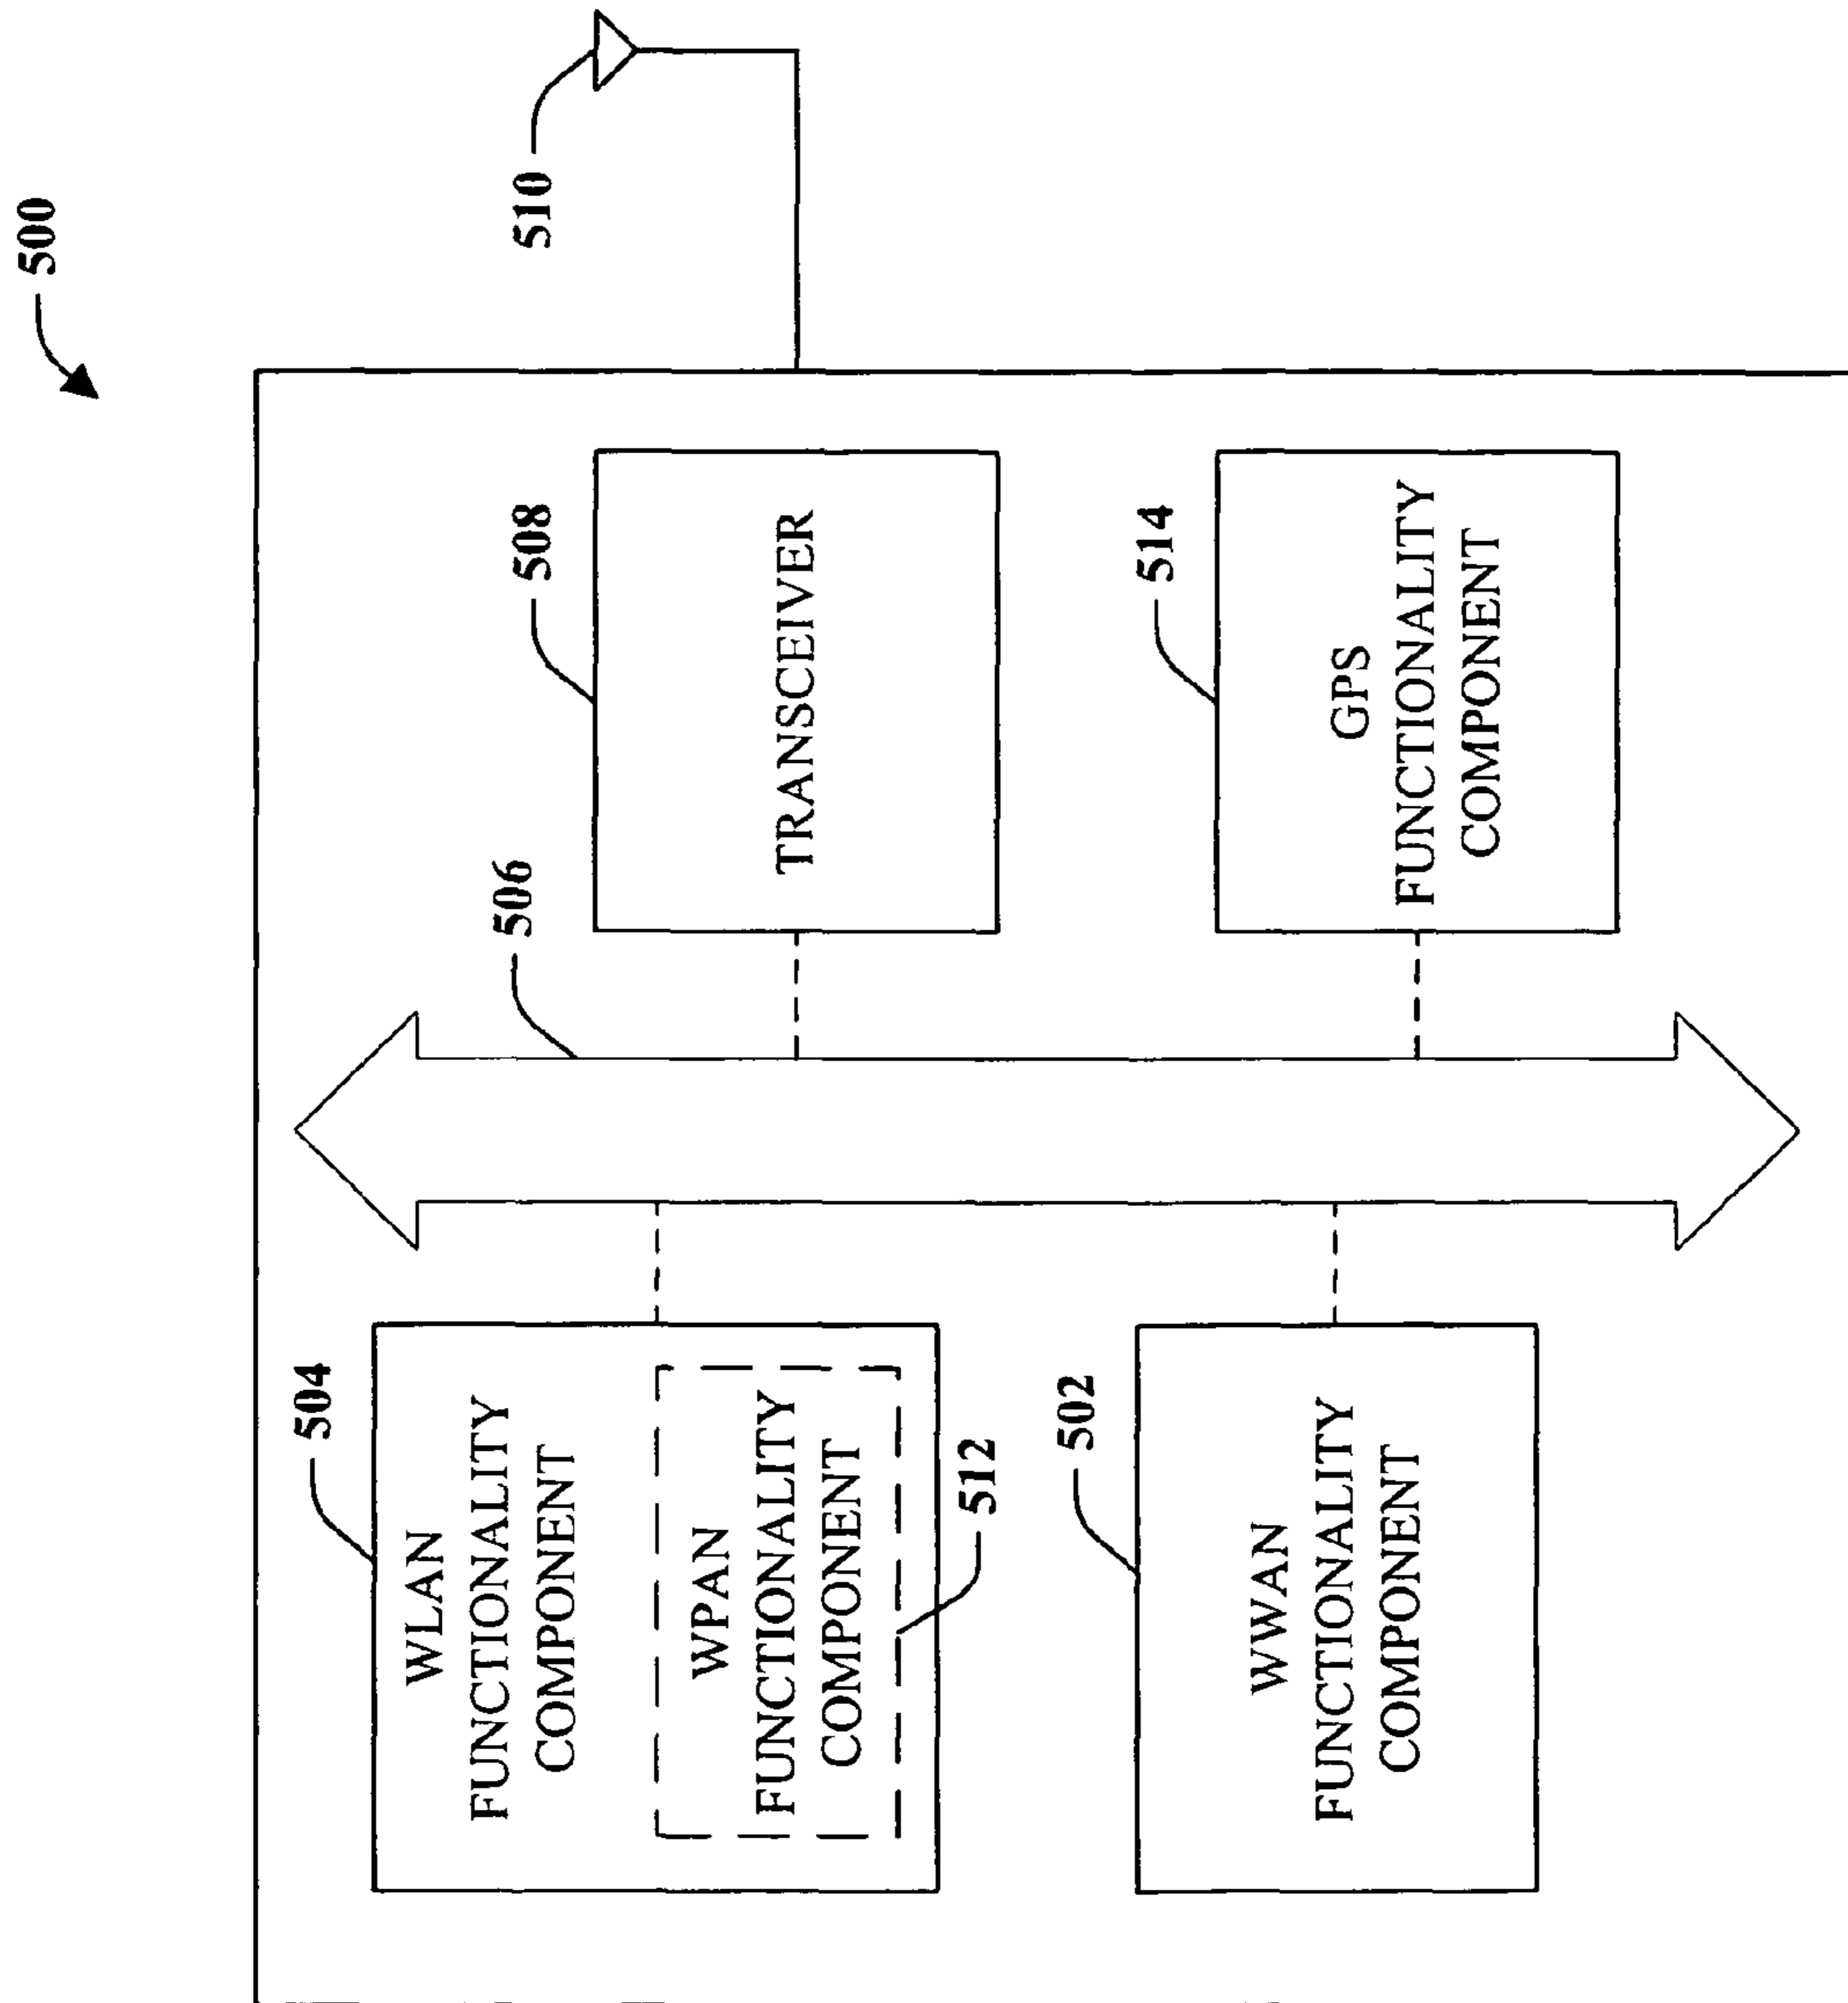 500
510
504
WLAN
FUNCTIONALITY
COMPONENT
WPAN
FUNCTIONALITY
COMPONENT
512
506
508
TRANSCEIVER
502
WWAN
FUNCTIONALITY
COMPONENT
514
GPS
FUNCTIONALITY
COMPONENT